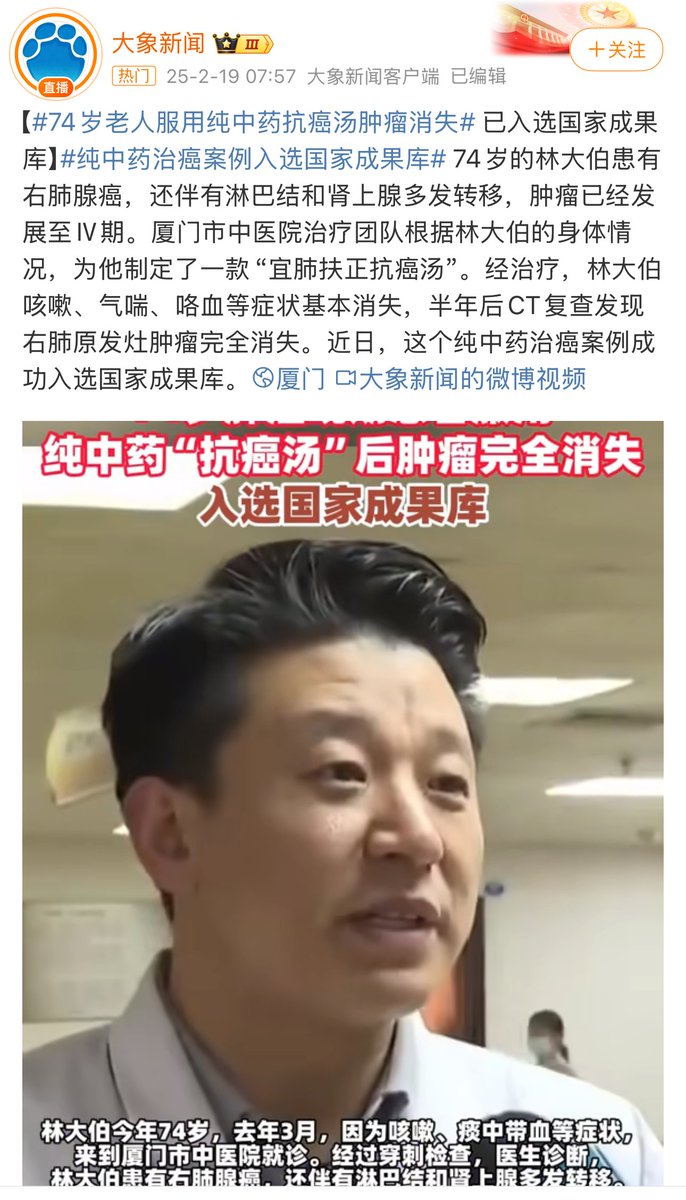 大象新闻 III
直播
热门 25-2-19 07:57 大象新闻客户端 已编辑
+关注
【#74岁老人服用纯中药抗癌汤肿瘤消失# 已入选国家成果
库】#纯中药治癌案例入选国家成果库# 74岁的林大伯患有
右肺腺癌，还伴有淋巴结和肾上腺多发转移，肿瘤已经发
展至Ⅳ期。厦门市中医院治疗团队根据林大伯的身体情
况，为他制定了一款“宜肺扶正抗癌汤”。经治疗，林大伯
咳嗽、气喘、咯血等症状基本消失，半年后CT复查发现
右肺原发灶肿瘤完全消失。近日，这个纯中药治癌案例成
功入选国家成果库。厦门 大象新闻的微博视频
纯中药“抗癌汤”后肿瘤完全消失
入选国家成果库
林大伯今年74岁，去年3月，因为咳嗽、痰中带血等症状，
来到厦门市中医院就诊。经过穿刺检查，医生诊断，
林大伯患有右肺腺癌，还伴有淋巴结和肾上腺多发转移。